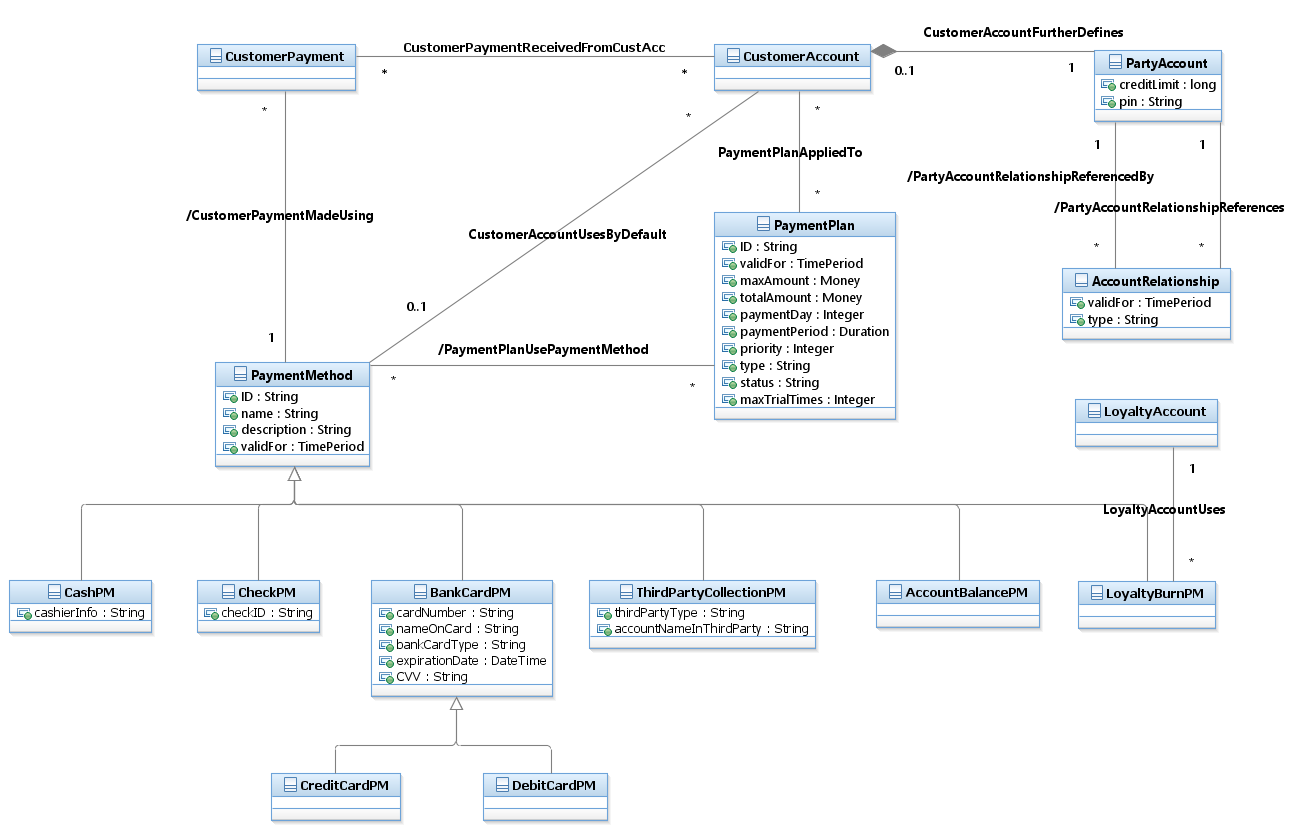 CustomerAccountFurtherDefines
CustomerPaymentReceivedFromCustAcc
CustomerPayment
CustomerAccount
PartyAccount
creditLimit : long
pin : String
*
*
0..1
1
*
*
*
1
1
PaymentPlanAppliedTo
/PartyAccountRelationshipReferencedBy
/PartyAccountRelationshipReferences
/CustomerPaymentMadeUsing
CustomerAccountUsesByDefault
*
*
*
PaymentPlan
ID : String
validFor : TimePeriod
maxAmount : Money
totalAmount : Money
paymentDay : Integer
paymentPeriod : Duration
priority : Integer
type : String
status : String
maxTrialTimes : Integer
AccountRelationship
validFor : TimePeriod
type : String
0..1
1
/PaymentPlanUsePaymentMethod
*
*
PaymentMethod
ID : String
name : String
description : String
validFor : TimePeriod
LoyaltyAccount
1
LoyaltyAccountUses
*
CashPM
cashierInfo : String
CheckPM
checkID : String
BankCardPM
cardNumber : String
nameOnCard : String
bankCardType : String
expirationDate : DateTime
CVV : String
ThirdPartyCollectionPM
thirdPartyType : String
accountNameInThirdParty : String
AccountBalancePM
LoyaltyBurnPM
CreditCardPM
DebitCardPM